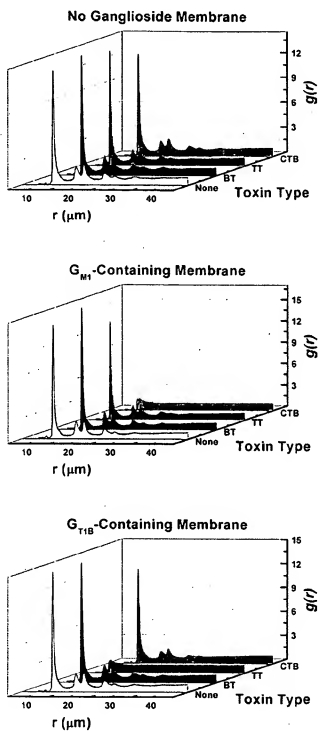 No Ganglioside Membrane
12
9
6
3
g(r)
CTB
TT
BT
None
Toxin Type
10 20 30 40
r (μm)
GM1-Containing Membrane
15
12
9
6
3
g(r)
CTB
TT
BT
None
Toxin Type
10 20 30 40
r (μm)
GT1B-Containing Membrane
15
12
9
6
3
g(r)
CTB
TT
BT
None
Toxin Type
10 20 30 40
r (μm)